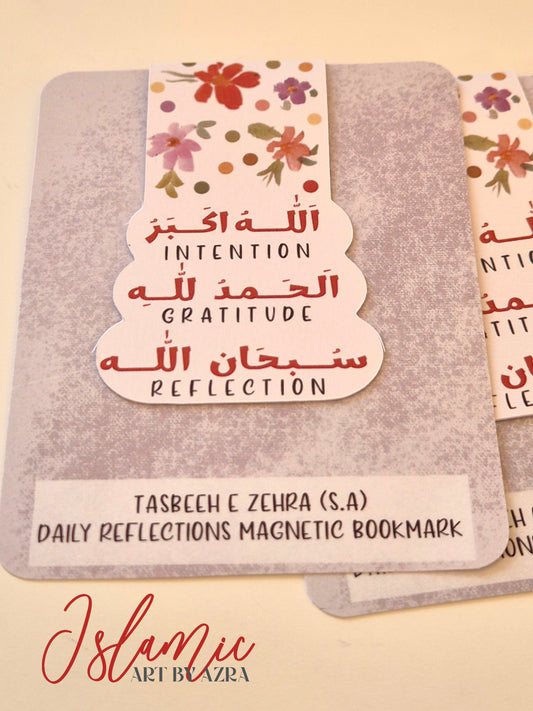 اَللّٰهُ اَكبَرُ
INTENTION
اَلحَمدُ لِلّٰهِ
GRATITUDE
سُبحَان اللّٰه
REFLECTION
TASBEEH E ZEHRA (S.A)
DAILY REFLECTIONS MAGNETIC BOOKMARK
Islamic
ART BY AZRA